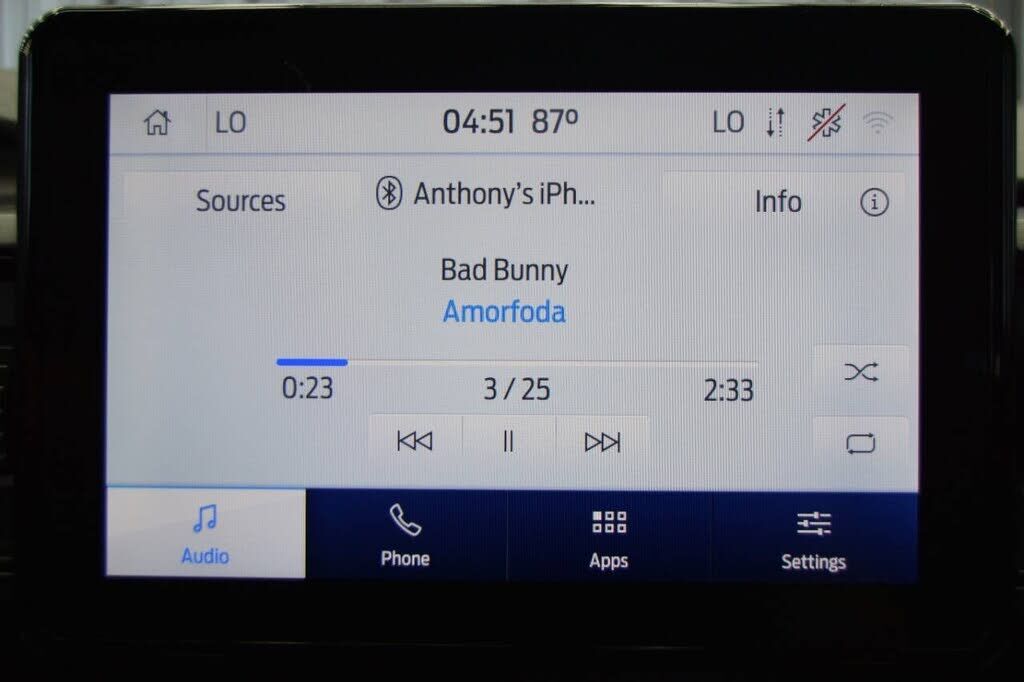 LO 04:51 87º LO
Sources Anthony's iPh... Info
Bad Bunny
Amorfoda
0:23 3 / 25 2:33
Audio Phone Apps Settings